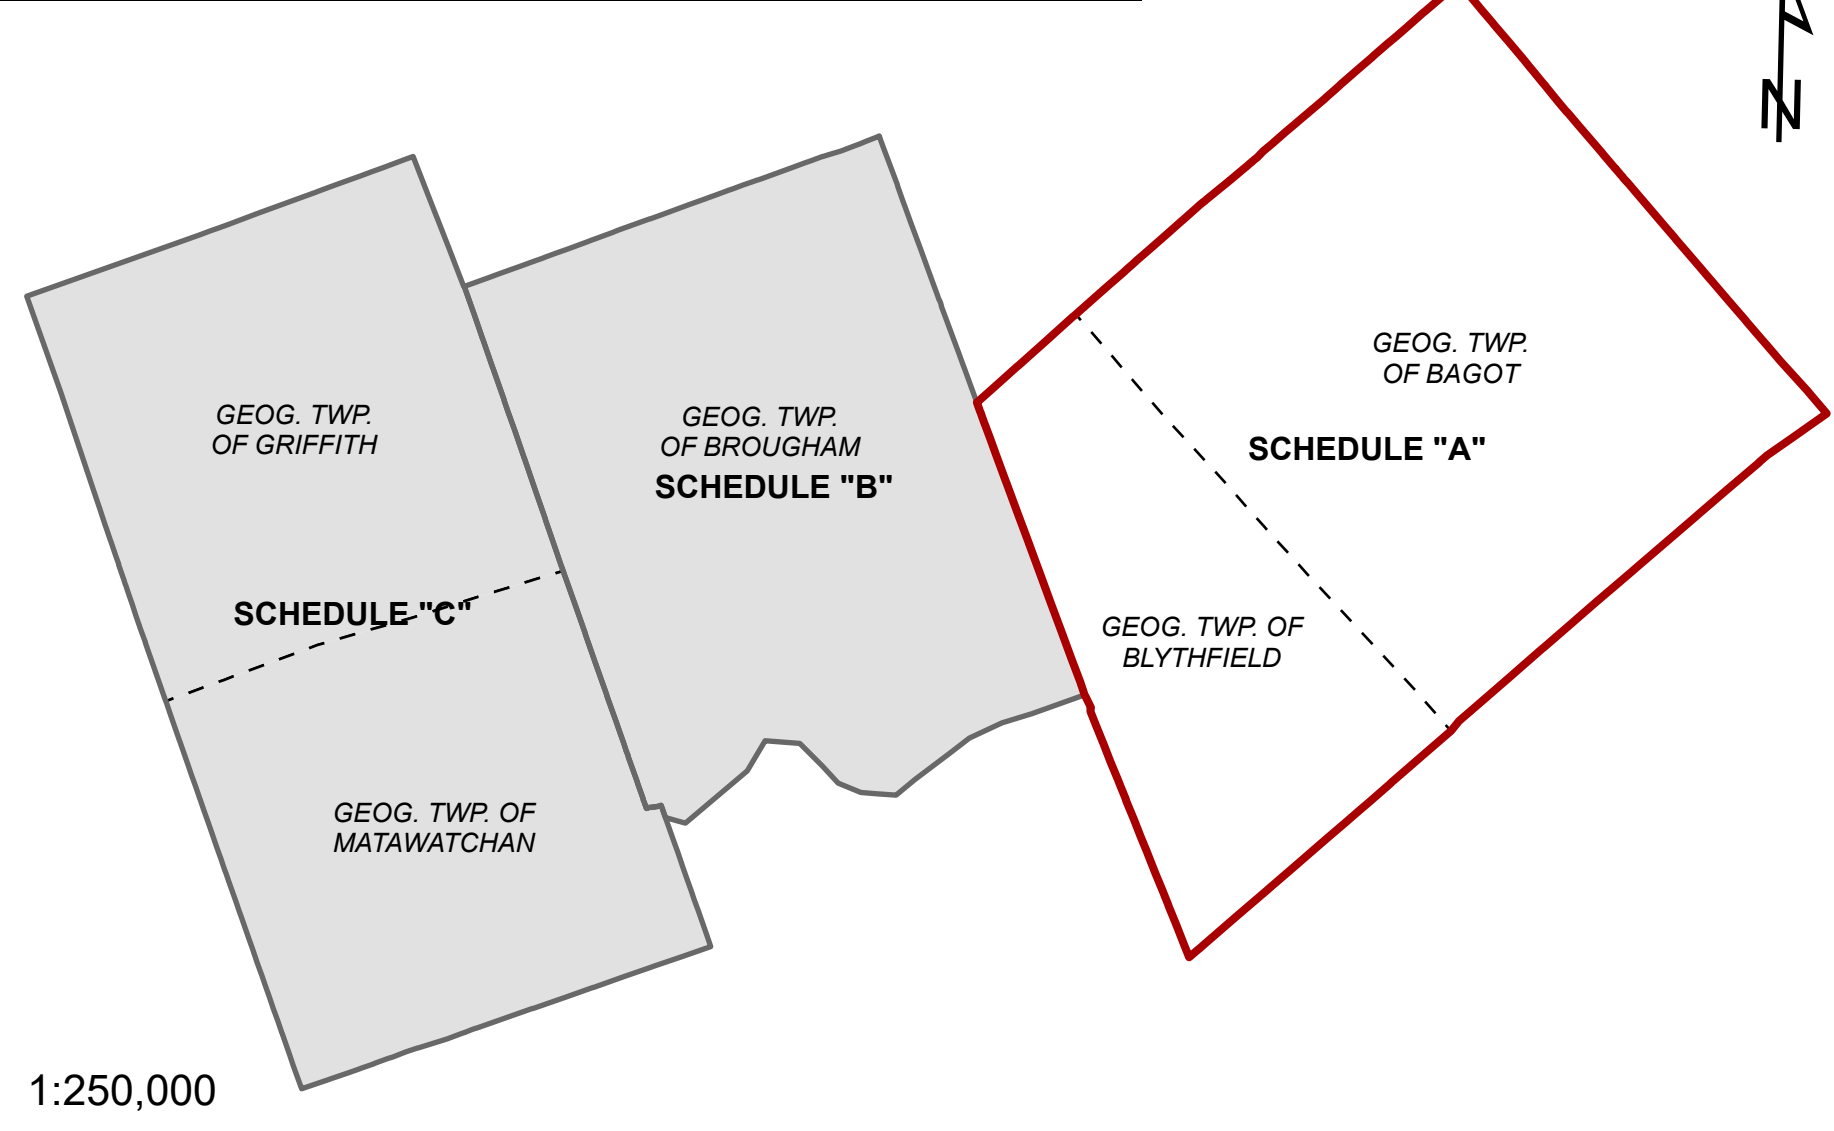 N
GEOG. TWP.
OF BAGOT
SCHEDULE "A"
GEOG. TWP.
OF GRIFFITH
GEOG. TWP.
OF BROUGHAM
SCHEDULE "B"
SCHEDULE "C"
GEOG. TWP. OF
BLYTHFIELD
GEOG. TWP. OF
MATAWATCHAN
1:250,000